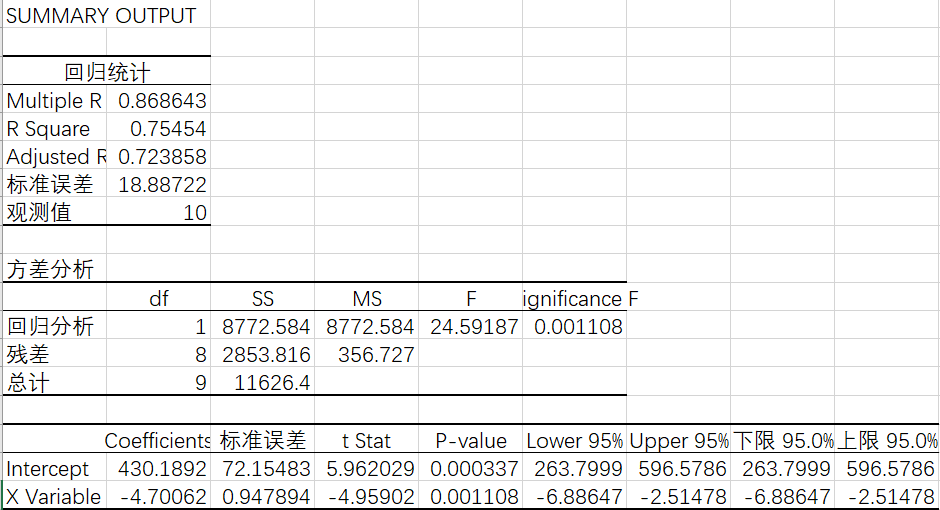 SUMMARY OUTPUT
回归统计
Multiple R 0.868643
R Square 0.75454
Adjusted R 0.723858
标准误差 18.88722
观测值 10
方差分析
df SS MS F ignificance F
回归分析 1 8772.584 8772.584 24.59187 0.001108
残差 8 2853.816 356.727
总计 9 11626.4
Coefficients 标准误差 t Stat P-value Lower 95% Upper 95% 下限 95.0% 上限 95.0%
Intercept 430.1892 72.15483 5.962029 0.000337 263.7999 596.5786 263.7999 596.5786
X Variable -4.70062 0.947894 -4.95902 0.001108 -6.88647 -2.51478 -6.88647 -2.51478